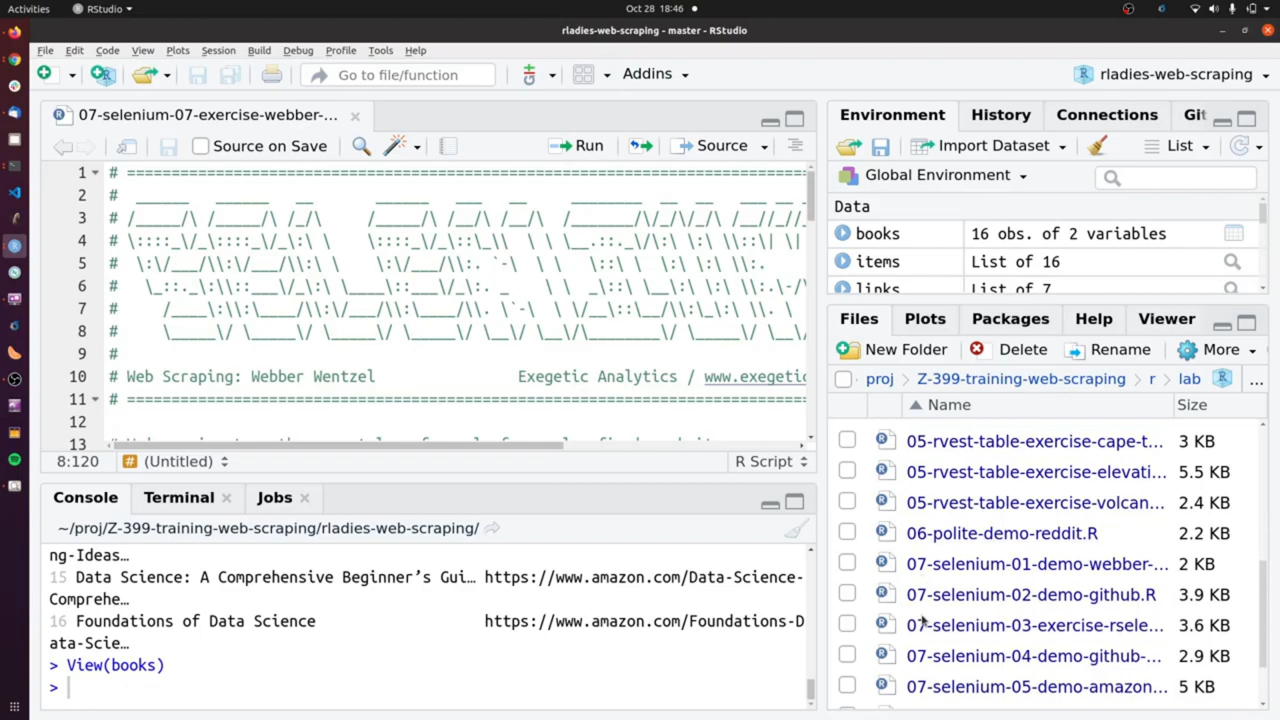 Activities RStudio Oct 28 18:46
rladies-web-scraping - master - RStudio
File Edit Code View Plots Session Build Debug Profile Tools Help
Go to file/function Addins rladies-web-scraping
07-selenium-07-exercise-webber-...
Source on Save Run Source
1 #
2 #
3 #
4 #
5 #
6 #
7 #
8 #
9 #
10 # Web Scraping: Webber Wentzel Exegetic Analytics / www.exegetic
11 #
12
13
8:120 (Untitled) R Script
Console Terminal Jobs
~/proj/Z-399-training-web-scraping/rladies-web-scraping/
ng-Ideas…
15 Data Science: A Comprehensive Beginner’s Gui… https://www.amazon.com/Data-Science-
Comprehe…
16 Foundations of Data Science https://www.amazon.com/Foundations-D
ata-Scie…
> View(books)
>
Environment History Connections Git
Import Dataset List
Global Environment
Data
books 16 obs. of 2 variables
items List of 16
links List of 7
Files Plots Packages Help Viewer
New Folder Delete Rename More
proj Z-399-training-web-scraping r lab ...
Name Size
05-rvest-table-exercise-cape-t... 3 KB
05-rvest-table-exercise-elevati... 5.5 KB
05-rvest-table-exercise-volcan... 2.4 KB
06-polite-demo-reddit.R 2.2 KB
07-selenium-01-demo-webber-... 2 KB
07-selenium-02-demo-github.R 3.9 KB
07-selenium-03-exercise-rsele... 3.6 KB
07-selenium-04-demo-github-... 2.9 KB
07-selenium-05-demo-amazon... 5 KB